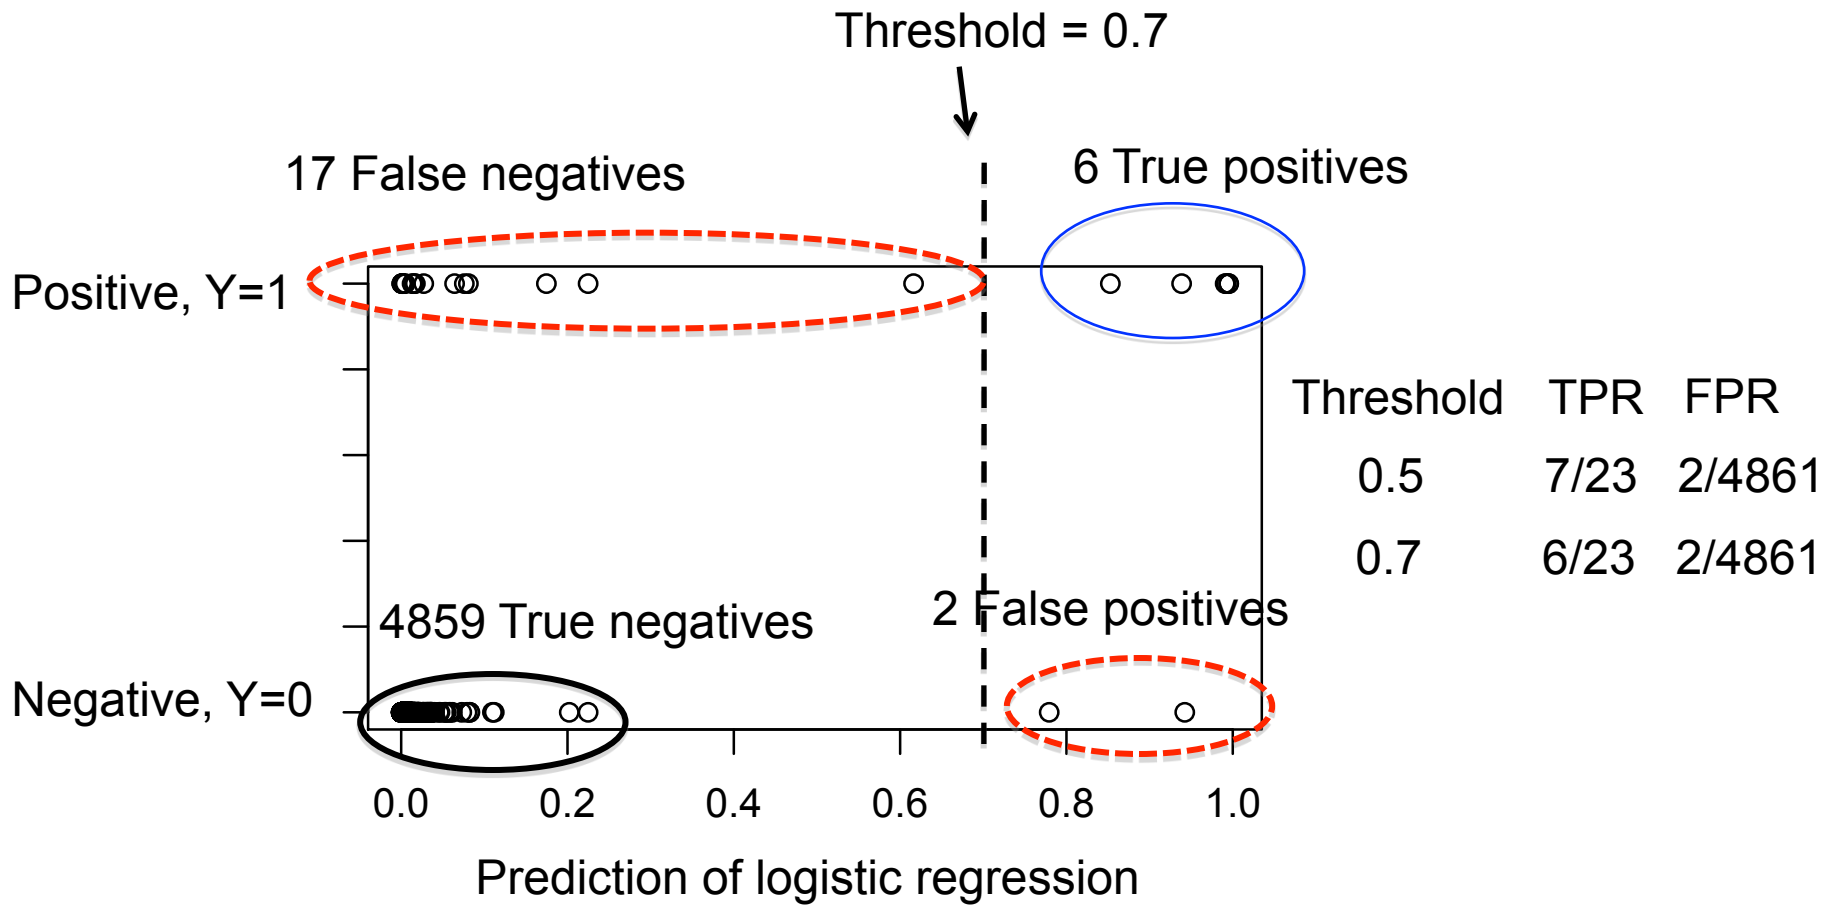 Threshold = 0.7
17 False negatives
6 True positives
Positive, Y=1
Threshold TPR FPR
0.5 7/23 2/4861
0.7 6/23 2/4861
4859 True negatives
2 False positives
Negative, Y=0
0.0 0.2 0.4 0.6 0.8 1.0
Prediction of logistic regression